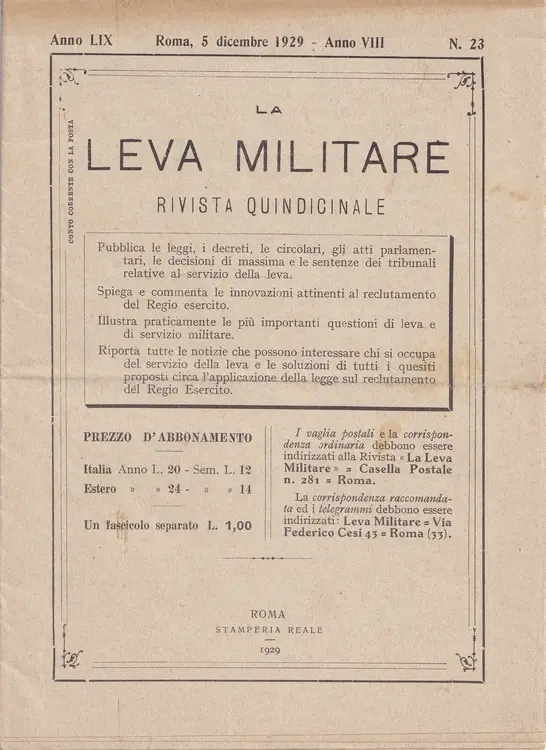 Anno LIX Roma, 5 dicembre 1929 - Anno VIII N. 23
CONTO CORRENTE CON LA POSTA
LA
LEVA MILITARE
RIVISTA QUINDICINALE
Pubblica le leggi, i decreti, le circolari, gli atti parlamen-
tari, le decisioni di massima e le sentenze dei tribunali
relative al servizio della leva.
Spiega e commenta le innovazioni attinenti al reclutamento
del Regio esercito.
Illustra praticamente le più importanti questioni di leva e
di servizio militare.
Riporta tutte le notizie che possono interessare chi si occupa
del servizio della leva e le soluzioni di tutti i quesiti
proposti circa l'applicazione della legge sul reclutamento
del Regio Esercito.
PREZZO D'ABBONAMENTO
Italia Anno L. 20 - Sem. L. 12
Estero » » 24 - » » 14
Un fascicolo separato L. 1,00
I vaglia postali e la corrispon-
denza ordinaria debbono essere
indirizzati alla Rivista « La Leva
Militare » = Casella Postale
n. 281 = Roma.
La corrispondenza raccomanda-
ta ed i telegrammi debbono essere
indirizzati: Leva Militare = Via
Federico Cesi 43 = Roma (33).
ROMA
STAMPERIA REALE
1929